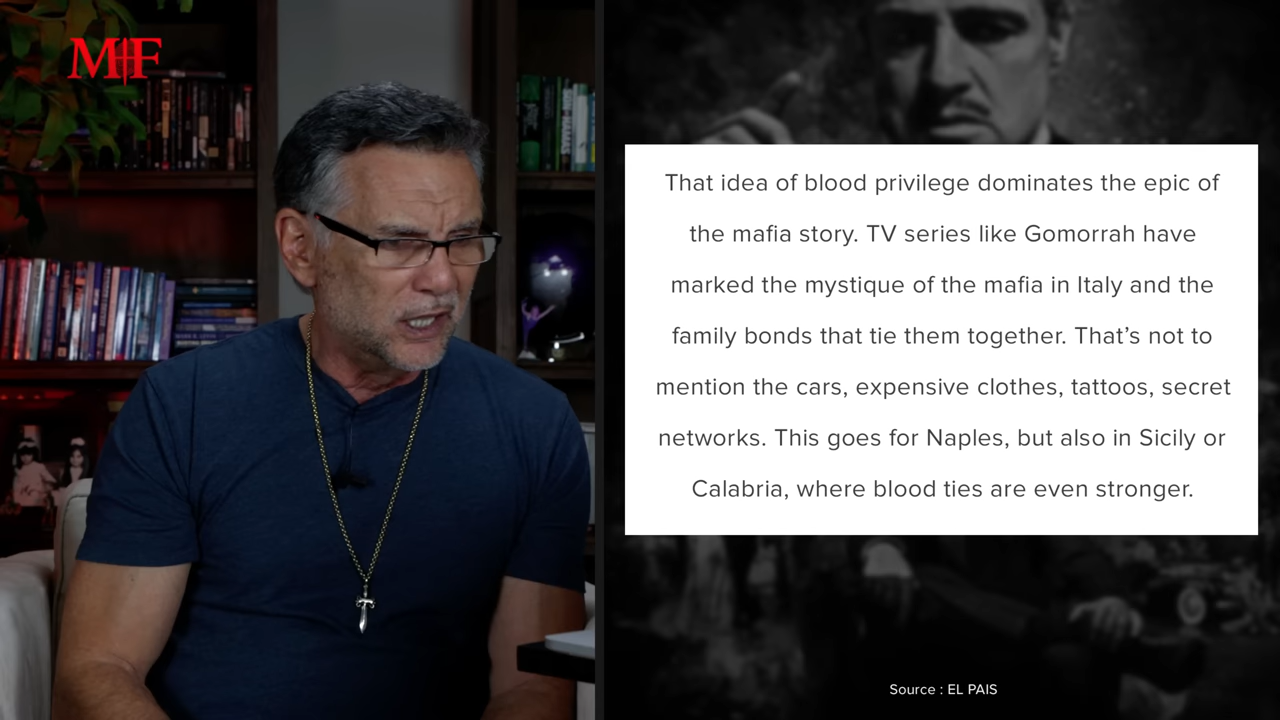 M F
That idea of blood privilege dominates the epic of
the mafia story. TV series like Gomorrah have
marked the mystique of the mafia in Italy and the
family bonds that tie them together. That’s not to
mention the cars, expensive clothes, tattoos, secret
networks. This goes for Naples, but also in Sicily or
Calabria, where blood ties are even stronger.
Source : EL PAIS